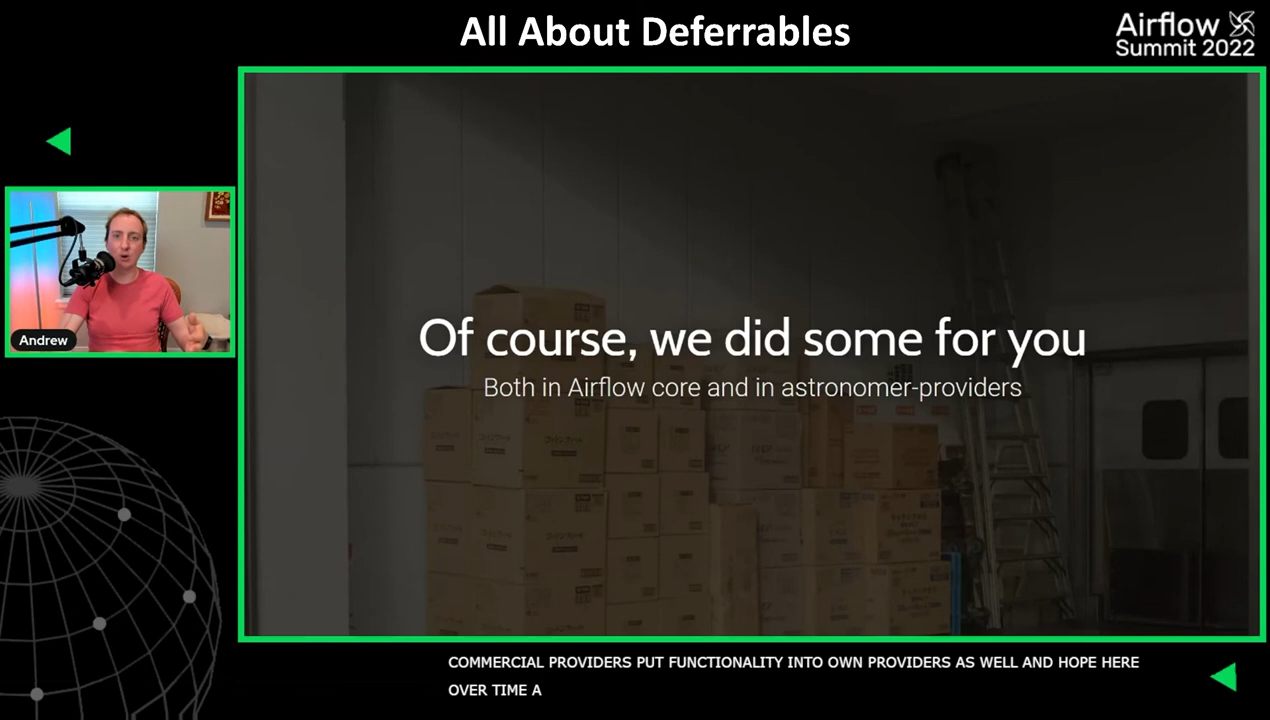 All About Deferrables
Airflow
Summit 2022
Andrew
Of course, we did some for you
Both in Airflow core and in astronomer-providers
COMMERCIAL PROVIDERS PUT FUNCTIONALITY INTO OWN PROVIDERS AS WELL AND HOPE HERE
OVER TIME A